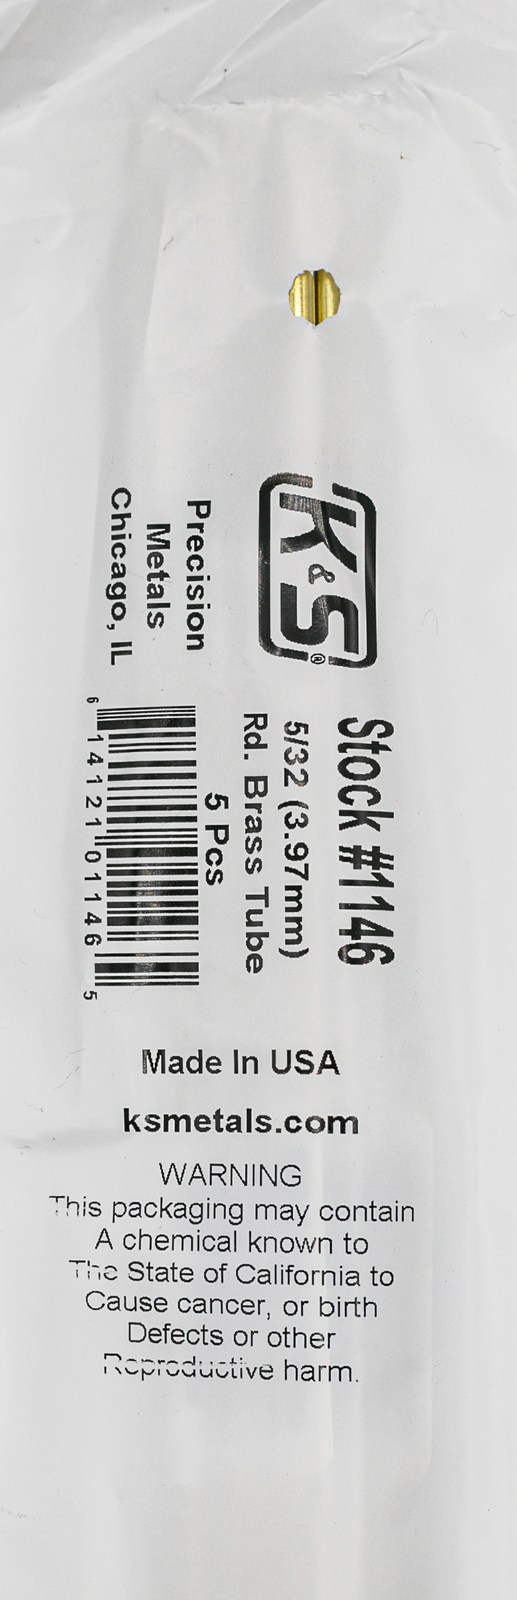 K&S®
Precision
Metals
Chicago, IL
Stock #1146
5/32 (3.97mm)
Rd. Brass Tube
5 Pcs
6 14121 01146 5
Made In USA
ksmetals.com
WARNING
This packaging may contain
A chemical known to
The State of California to
Cause cancer, or birth
Defects or other
Reproductive harm.